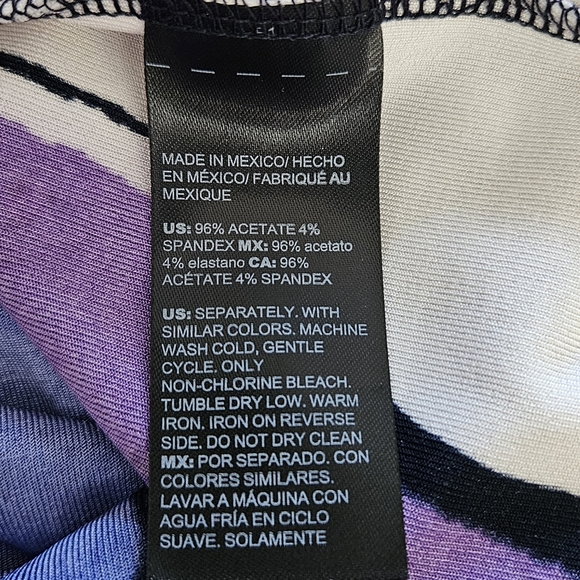 MADE IN MEXICO/ HECHO
EN MÉXICO/ FABRIQUÉ AU
MEXIQUE
US: 96% ACETATE 4%
SPANDEX MX: 96% acetato
4% elastano CA: 96%
ACÉTATE 4% SPANDEX
US: SEPARATELY. WITH
SIMILAR COLORS. MACHINE
WASH COLD, GENTLE
CYCLE. ONLY
NON-CHLORINE BLEACH.
TUMBLE DRY LOW. WARM
IRON. IRON ON REVERSE
SIDE. DO NOT DRY CLEAN
MX: POR SEPARADO. CON
COLORES SIMILARES.
LAVAR A MÁQUINA CON
AGUA FRÍA EN CICLO
SUAVE. SOLAMENTE